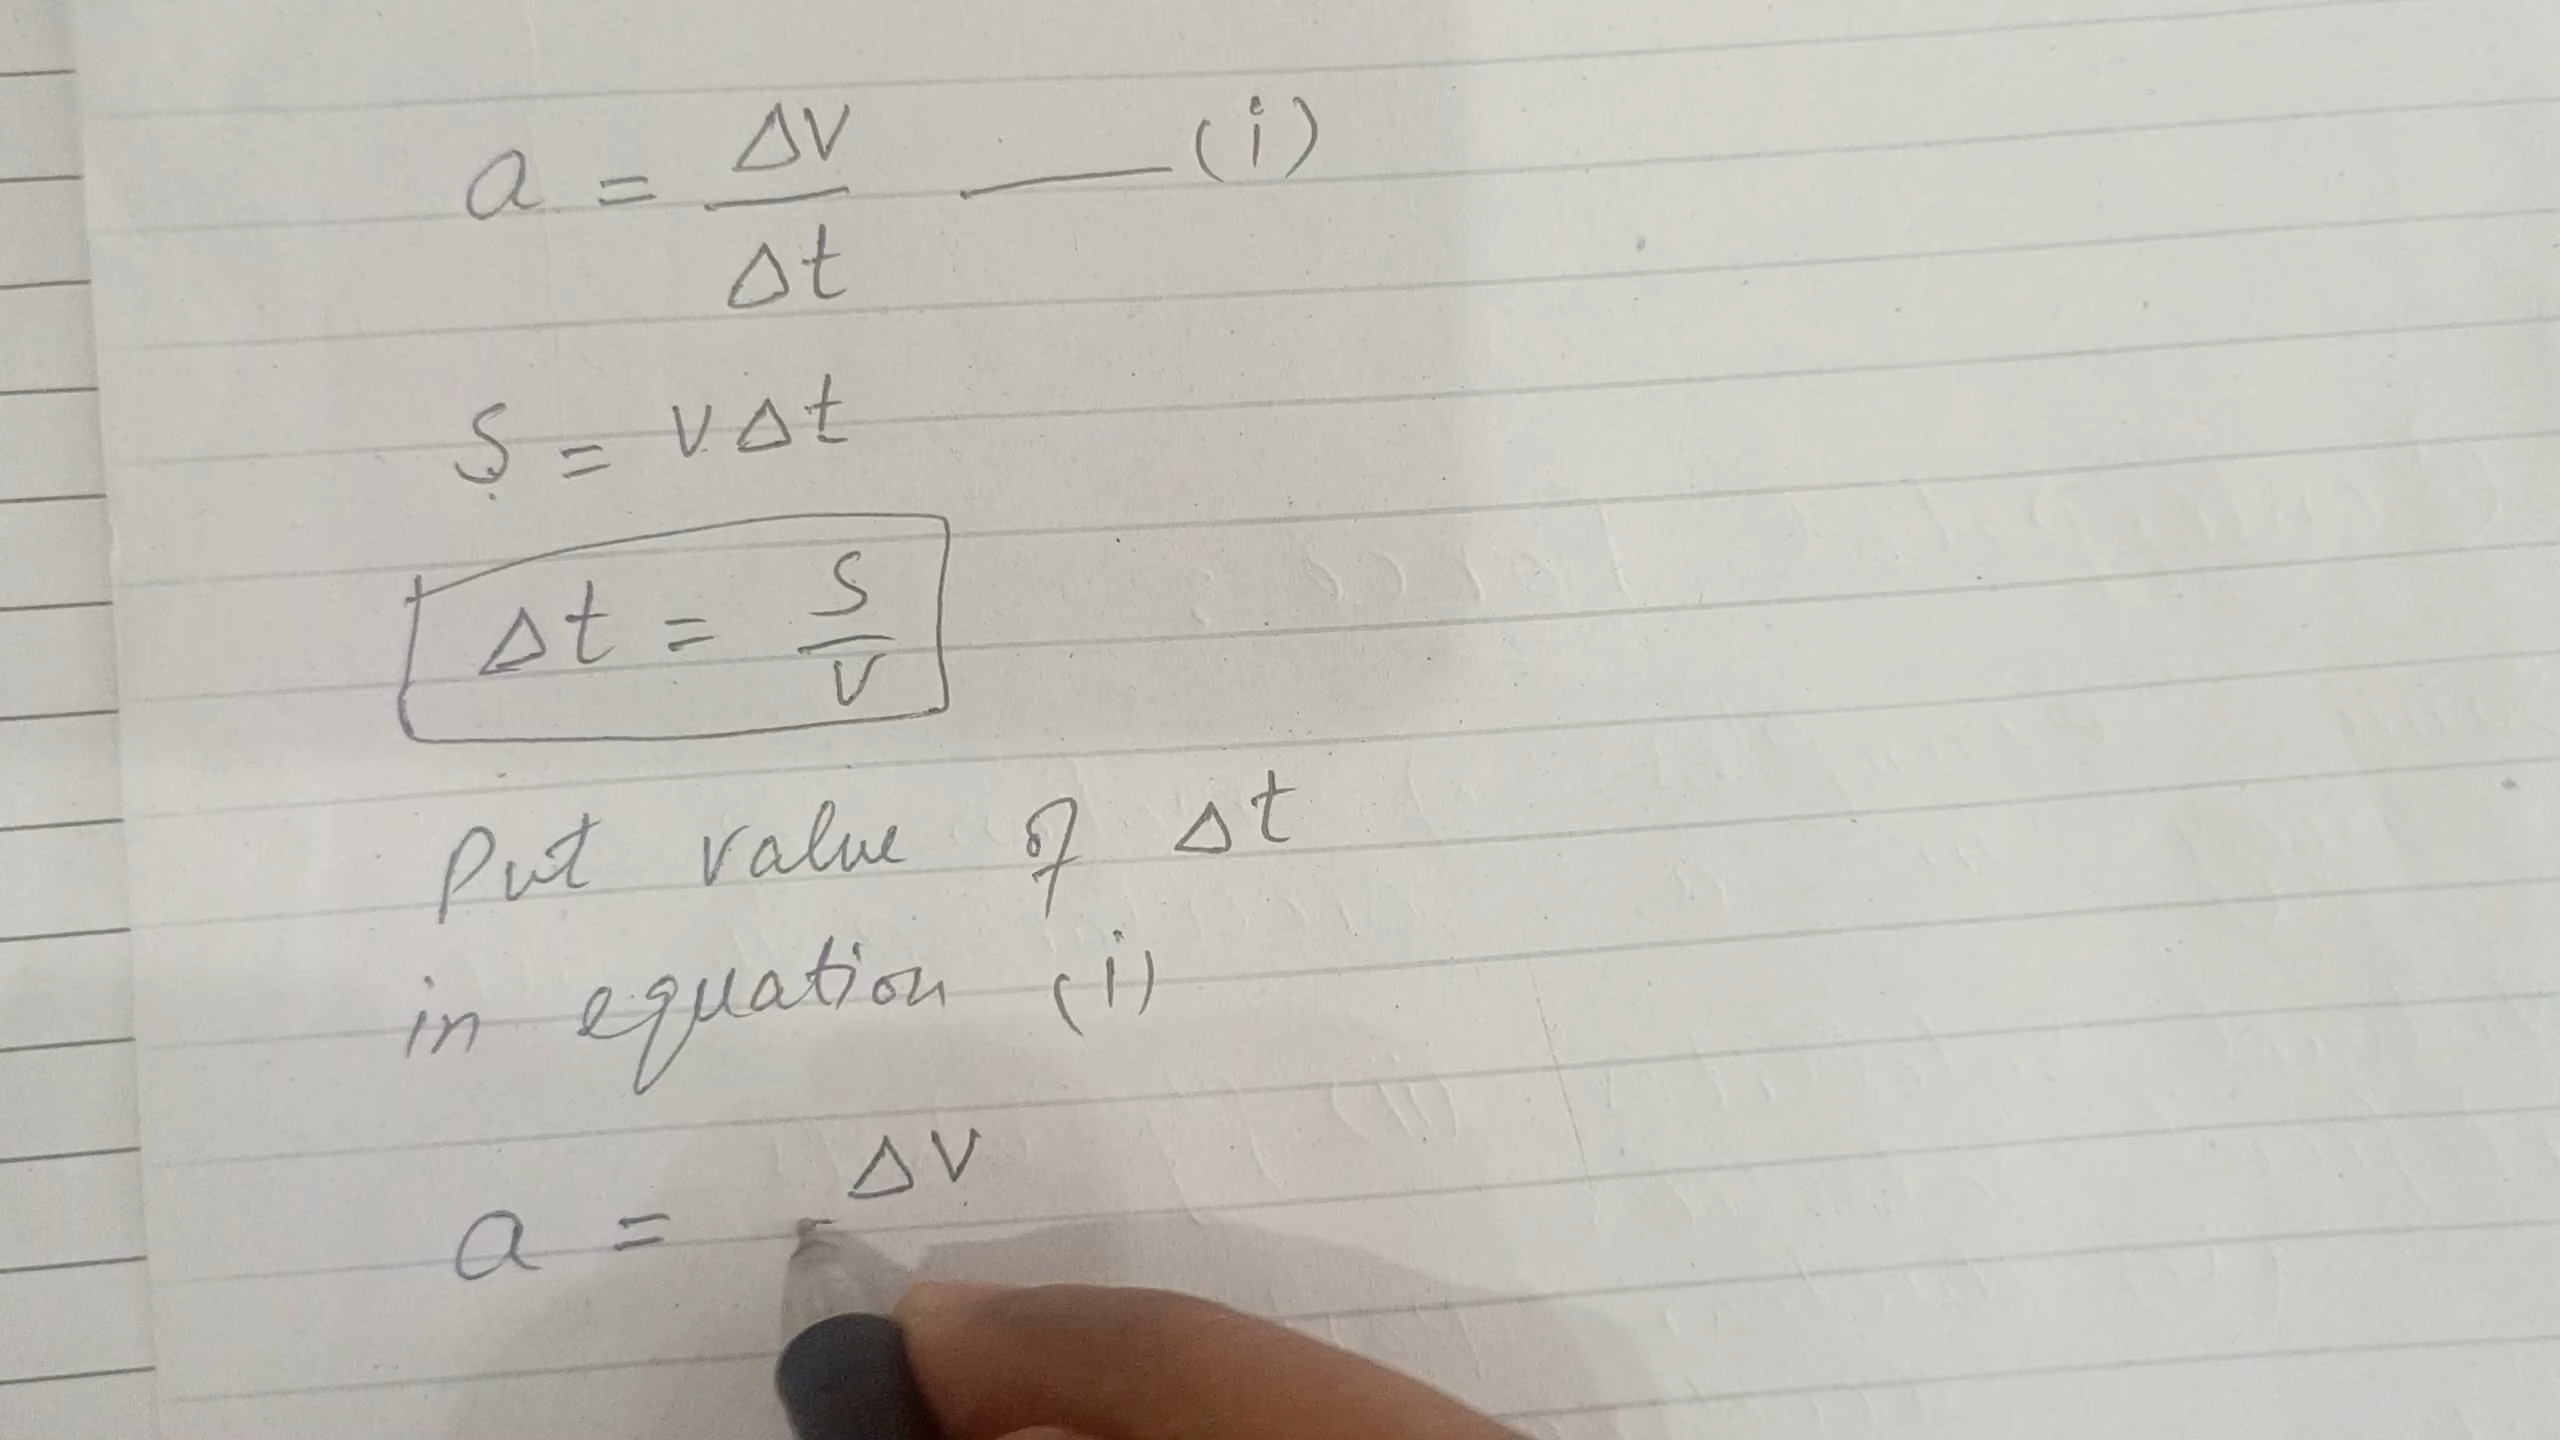 a = ΔV/Δt —(i)
S = vΔt
Δt = S/v
Put value of Δt
in equation (i)
a = ΔV